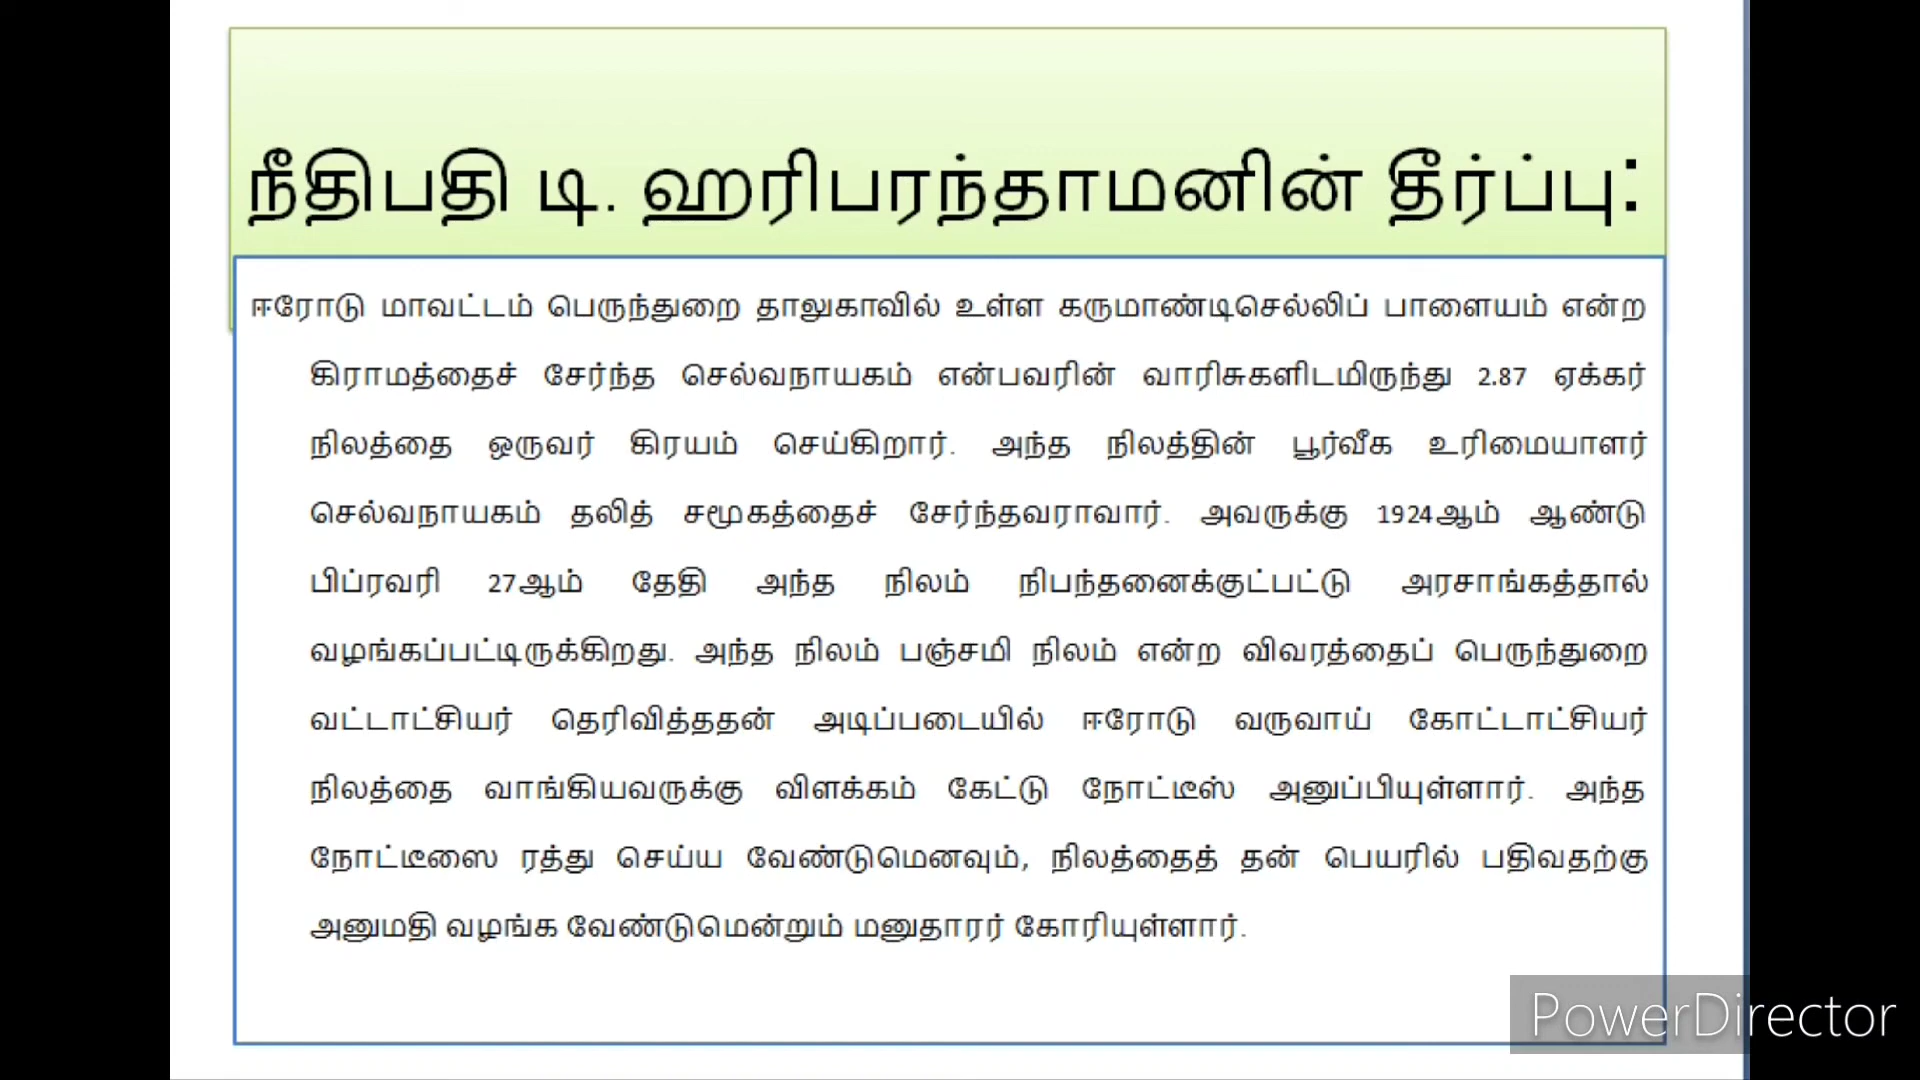 நீதிபதி டி. ஹரிபரந்தாமனின் தீர்ப்பு:
ஈரோடு மாவட்டம் பெருந்துறை தாலுகாவில் உள்ள கருமாண்டிசெல்லிப் பாளையம் என்ற
கிராமத்தைச் சேர்ந்த செல்வநாயகம் என்பவரின் வாரிசுகளிடமிருந்து 2.87 ஏக்கர்
நிலத்தை ஒருவர் கிரயம் செய்கிறார். அந்த நிலத்தின் பூர்வீக உரிமையாளர்
செல்வநாயகம் தலித் சமூகத்தைச் சேர்ந்தவராவார். அவருக்கு 1924ஆம் ஆண்டு
பிப்ரவரி 27ஆம் தேதி அந்த நிலம் நிபந்தனைக்குட்பட்டு அரசாங்கத்தால்
வழங்கப்பட்டிருக்கிறது. அந்த நிலம் பஞ்சமி நிலம் என்ற விவரத்தைப் பெருந்துறை
வட்டாட்சியர் தெரிவித்ததன் அடிப்படையில் ஈரோடு வருவாய் கோட்டாட்சியர்
நிலத்தை வாங்கியவருக்கு விளக்கம் கேட்டு நோட்டீஸ் அனுப்பியுள்ளார். அந்த
நோட்டீஸை ரத்து செய்ய வேண்டுமெனவும், நிலத்தைத் தன் பெயரில் பதிவதற்கு
அனுமதி வழங்க வேண்டுமென்றும் மனுதாரர் கோரியுள்ளார்.
PowerDirector